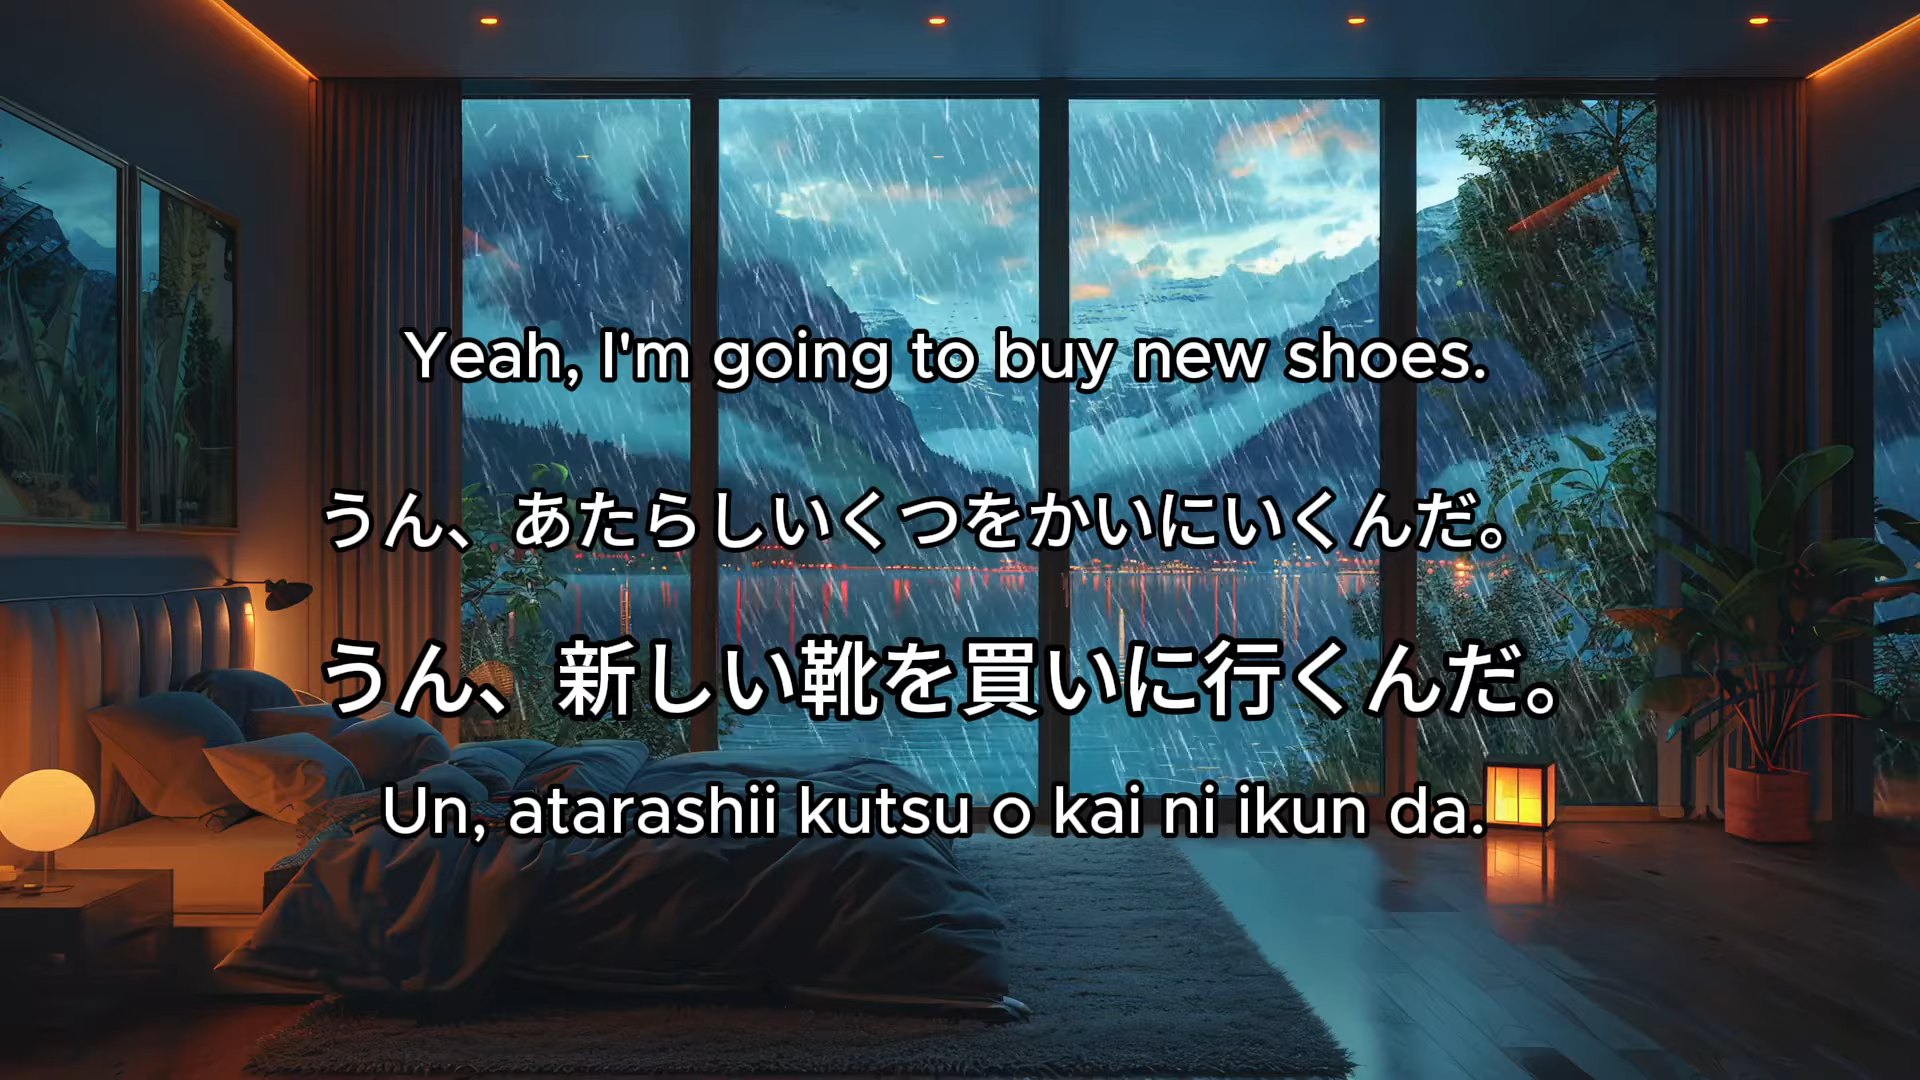 Yeah, I'm going to buy new shoes.
うん、あたらしいくつをかいにいくんだ。
うん、新しい靴を買いに行くんだ。
Un, atarashii kutsu o kai ni ikun da.